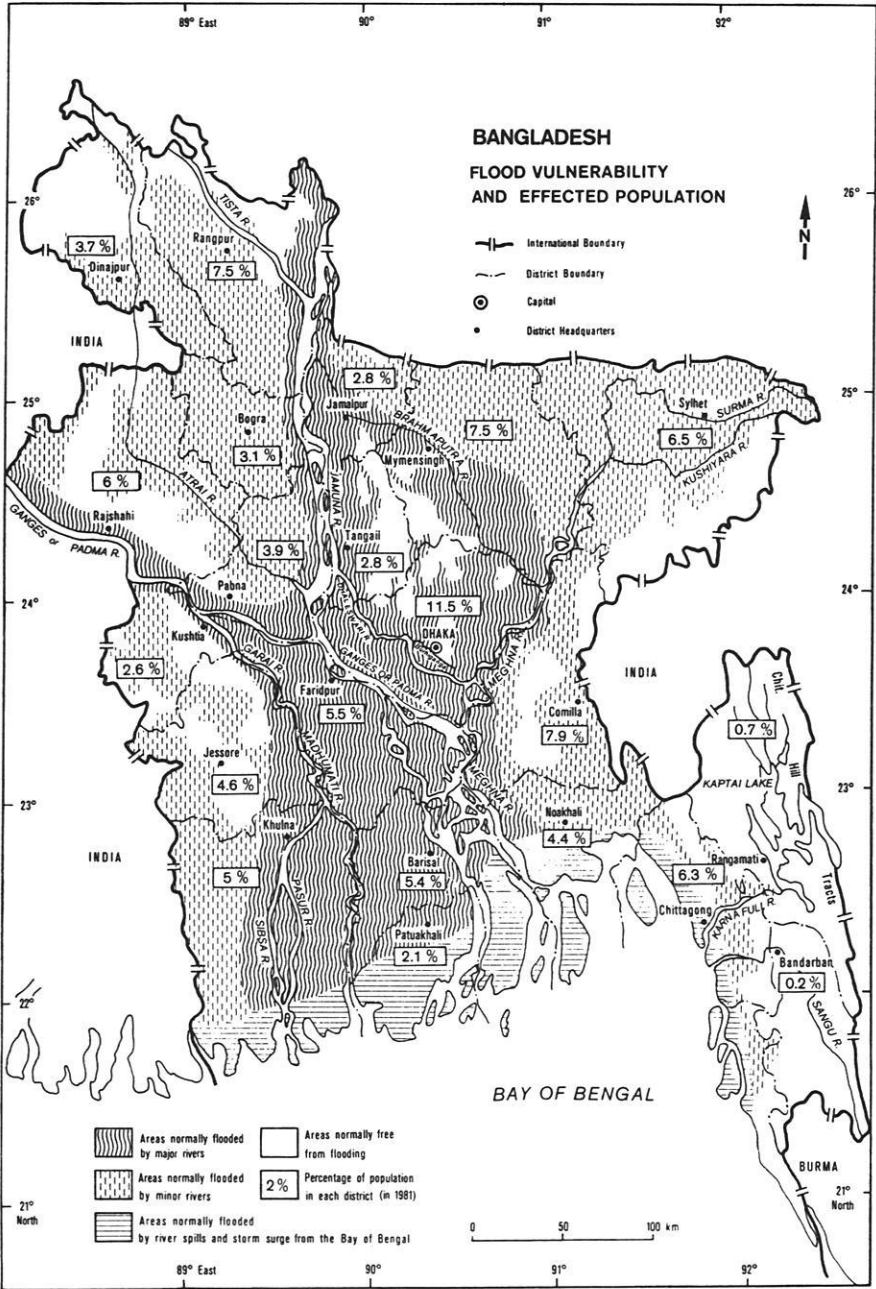 89° East
90°
91°
92°
BANGLADESH
FLOOD VULNERABILITY
AND EFFECTED POPULATION
International Boundary
District Boundary
Capital
District Headquarters
N
26°
26°
TISTA R.
Rangpur
7.5 %
3.7 %
Dinajpur
INDIA
25°
25°
2.8 %
Jamalpur
BRAHMAPUTRA R.
7.5 %
Mymensingh
Sylhet
SURMA R.
6.5 %
KUSHIYARA R.
Bogra
3.1 %
6 %
ATRAI R.
JAMUNA R.
Rajshahi
GANGES of PADMA R.
3.9 %
Tangail
2.8 %
Pabna
24°
24°
11.5 %
DHAKA
Kushtia
GARAI R.
GANGES OR PADMA R.
MEGHNA R.
2.6 %
Faridpur
5.5 %
INDIA
Comilla
7.9 %
Chit.
Hill
Tracts
0.7 %
KAPTAI LAKE
Jessore
4.6 %
MADHUMATI R.
MEGHNA R.
23°
23°
Khulna
Noakhali
4.4 %
INDIA
5 %
Barisal
5.4 %
Rangamati
6.3 %
PASUR R.
SIBSA R.
Chittagong
KARNAFULI R.
Patuakhali
2.1 %
Bandarban
0.2 %
SANGU R.
22°
22°
BAY OF BENGAL
BURMA
Areas normally flooded
by major rivers
Areas normally free
from flooding
Areas normally flooded
by minor rivers
2%
Percentage of population
in each district (in 1981)
Areas normally flooded
by river spills and storm surge from the Bay of Bengal
0
50
100 km
21°
North
21°
North
89° East
90°
91°
92°